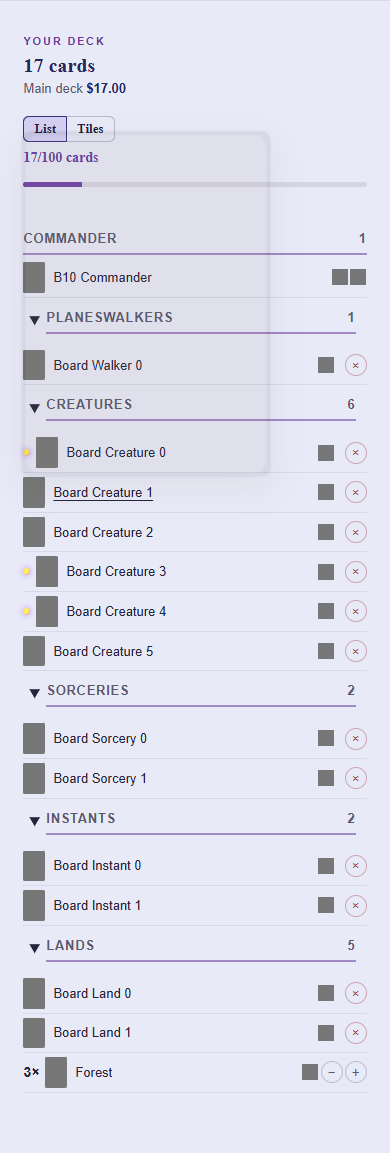 YOUR DECK
17 cards
Main deck $17.00
List Tiles
17/100 cards
COMMANDER 1
B10 Commander
▼ PLANESWALKERS 1
Board Walker 0 ×
▼ CREATURES 6
Board Creature 0 ×
Board Creature 1 ×
Board Creature 2 ×
Board Creature 3 ×
Board Creature 4 ×
Board Creature 5 ×
▼ SORCERIES 2
Board Sorcery 0 ×
Board Sorcery 1 ×
▼ INSTANTS 2
Board Instant 0 ×
Board Instant 1 ×
▼ LANDS 5
Board Land 0 ×
Board Land 1 ×
3× Forest − +